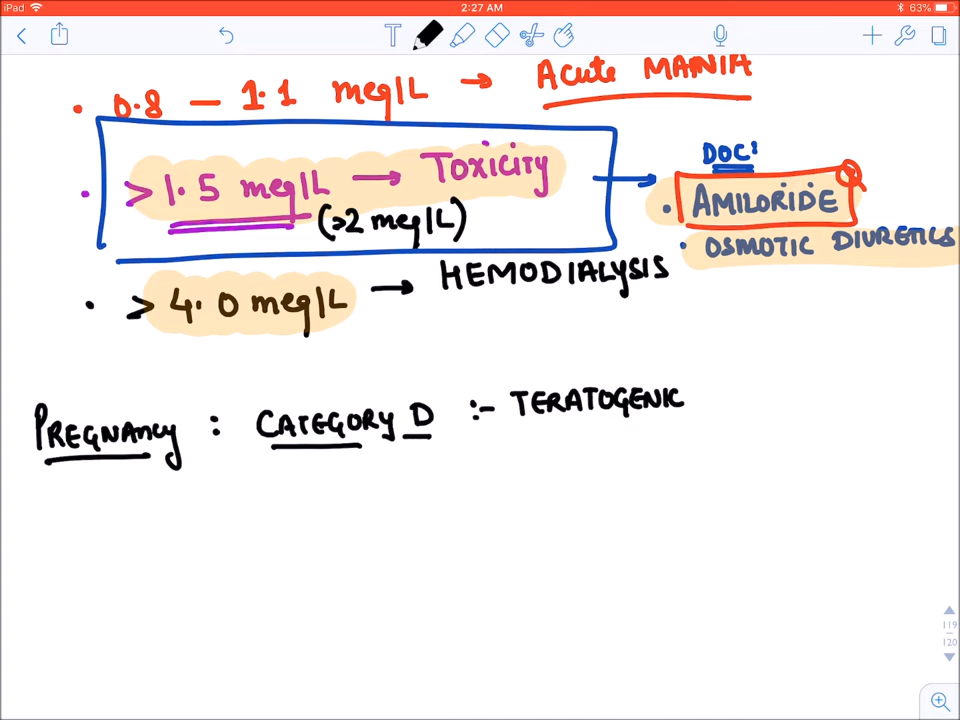 iPad 2:27 AM 63%
T
• 0.8 — 1.1 meq/L → Acute MANIA
• > 1.5 meq/L → Toxicity
(>2 meq/L)
DOC:
• AMILORIDE
• OSMOTIC DIURETICS
• > 4.0 meq/L → HEMODIALYSIS
PREGNANCY : CATEGORY D :- TERATOGENIC
119
120